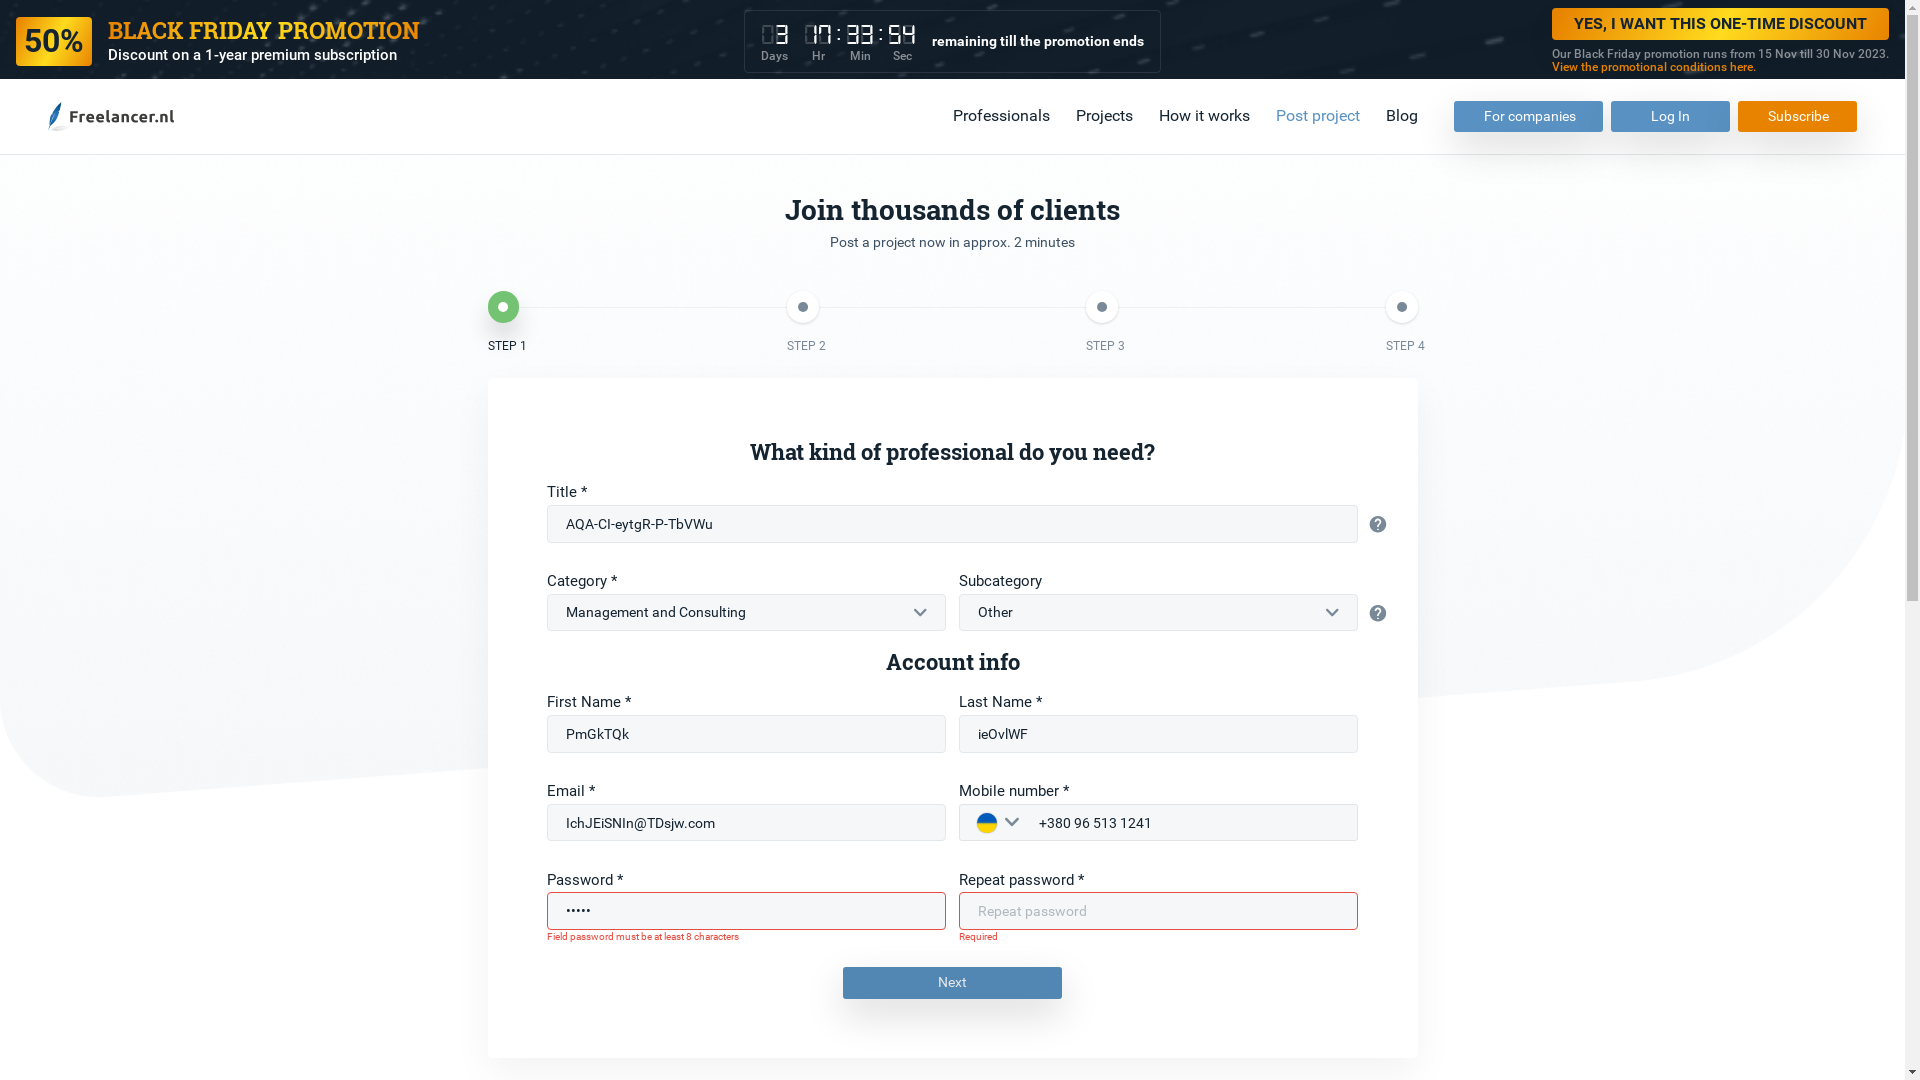 50%
BLACK FRIDAY PROMOTION
Discount on a 1-year premium subscription
3 17:33:54
Days Hr Min Sec
remaining till the promotion ends
YES, I WANT THIS ONE-TIME DISCOUNT
Our Black Friday promotion runs from 15 Nov till 30 Nov 2023.
View the promotional conditions here.
Freelancer.nl
Professionals Projects How it works Post project Blog For companies Log In Subscribe
Join thousands of clients
Post a project now in approx. 2 minutes
STEP 1 STEP 2 STEP 3 STEP 4
What kind of professional do you need?
Title *
AQA-CI-eytgR-P-TbVWu
?
Category * Subcategory
Management and Consulting Other
?
Account info
First Name * Last Name *
PmGkTQk ieOvlWF
Email * Mobile number *
IchJEiSNIn@TDsjw.com +380 96 513 1241
Password * Repeat password *
••••• Repeat password
Field password must be at least 8 characters Required
Next